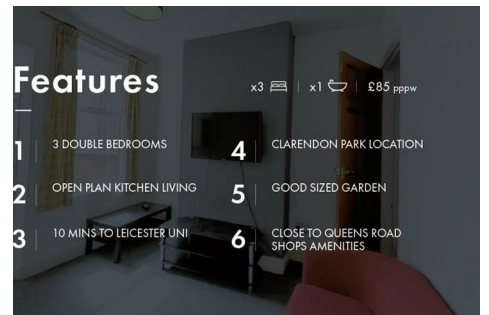 Features
x3 | x1 | £85 pppw
1 | 3 DOUBLE BEDROOMS
2 | OPEN PLAN KITCHEN LIVING
3 | 10 MINS TO LEICESTER UNI
4 | CLARENDON PARK LOCATION
5 | GOOD SIZED GARDEN
6 | CLOSE TO QUEENS ROAD
SHOPS AMENITIES